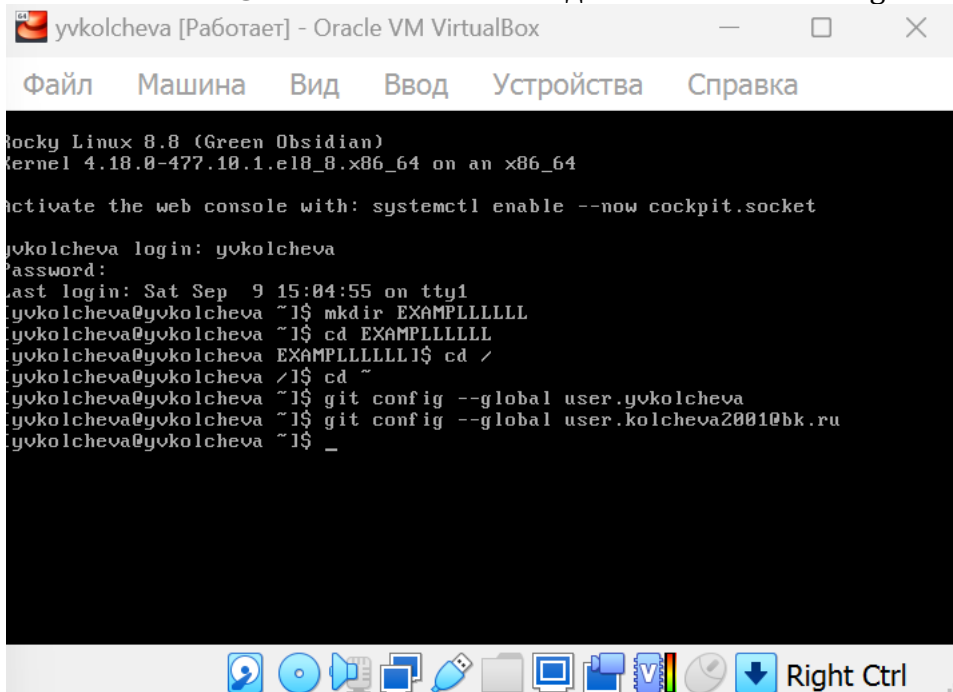 yvkolcheva [Работает] - Oracle VM VirtualBox
Файл Машина Вид Ввод Устройства Справка
Rocky Linux 8.8 (Green Obsidian)
Kernel 4.18.0-477.10.1.el8_8.x86_64 on an x86_64
Activate the web console with: systemctl enable --now cockpit.socket
yvkolcheva login: yvkolcheva
Password:
Last login: Sat Sep 9 15:04:55 on tty1
[yvkolcheva@yvkolcheva ~]$ mkdir EXAMPLLLLLL
[yvkolcheva@yvkolcheva ~]$ cd EXAMPLLLLLL
[yvkolcheva@yvkolcheva EXAMPLLLLLL]$ cd /
[yvkolcheva@yvkolcheva /]$ cd ~
[yvkolcheva@yvkolcheva ~]$ git config --global user.yvkolcheva
[yvkolcheva@yvkolcheva ~]$ git config --global user.kolcheva2001@bk.ru
[yvkolcheva@yvkolcheva ~]$ _
Right Ctrl